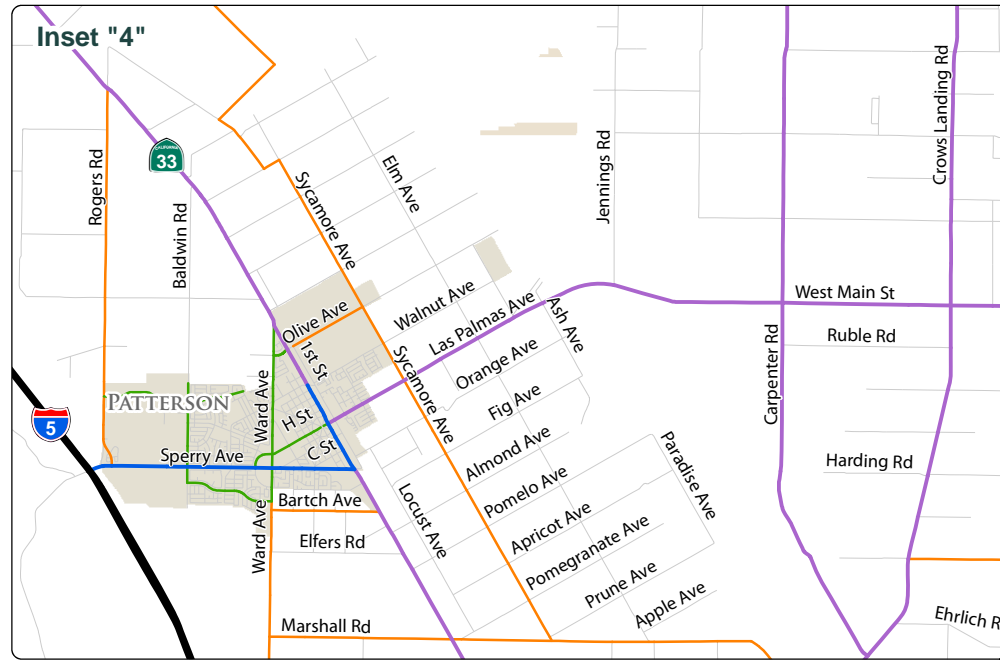 Inset "4"
CALIFORNIA
33
Rogers Rd
Baldwin Rd
Sycamore Ave
Elm Ave
Jennings Rd
Crows Landing Rd
Olive Ave
Walnut Ave
Las Palmas Ave
Ash Ave
West Main St
Ruble Rd
1st St
Sycamore Ave
Orange Ave
Carpenter Rd
PATTERSON
Ward Ave
H St
C St
Fig Ave
5
Sperry Ave
Almond Ave
Harding Rd
Bartch Ave
Locust Ave
Pomelo Ave
Paradise Ave
Ward Ave
Elfers Rd
Apricot Ave
Pomegranate Ave
Prune Ave
Apple Ave
Marshall Rd
Ehrlich R